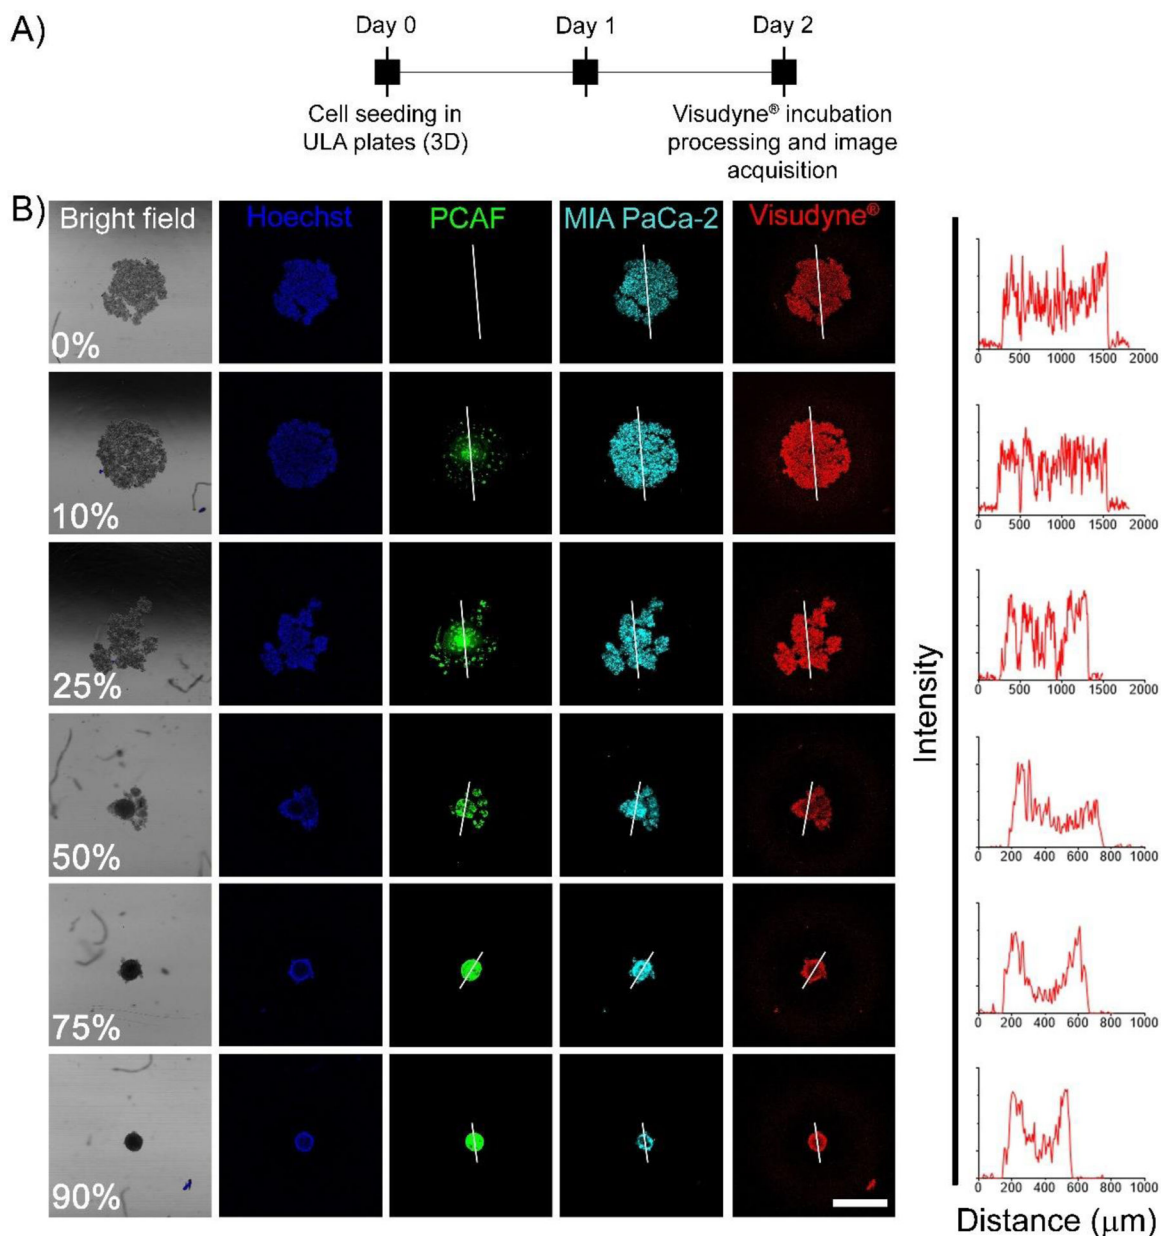 A)
Day 0
Day 1
Day 2
Cell seeding in
ULA plates (3D)
Visudyne® incubation
processing and image
acquisition
B)
Bright field
Hoechst
PCAF
MIA PaCa-2
Visudyne®
0%
10%
25%
50%
75%
90%
Intensity
0 500 1000 1500 2000
0 500 1000 1500 2000
0 500 1000 1500 2000
0 200 400 600 800 1000
0 200 400 600 800 1000
0 200 400 600 800 1000
Distance (μm)